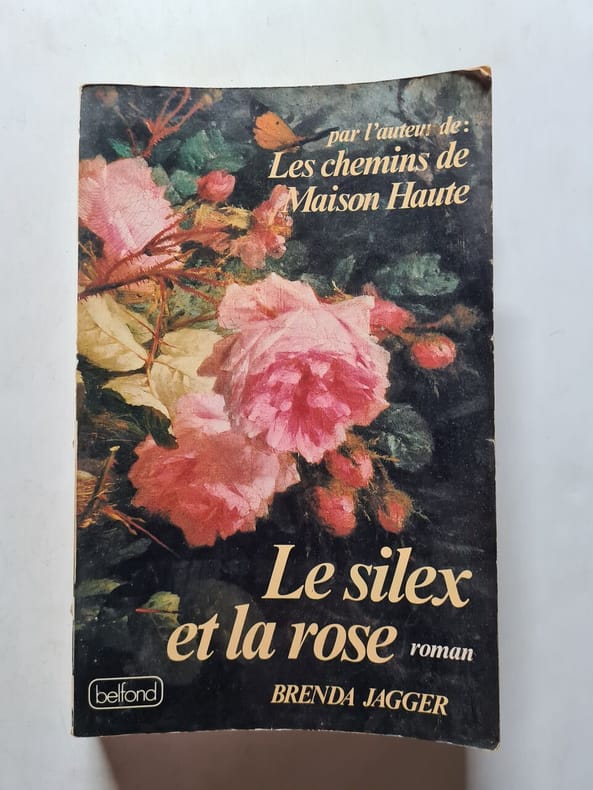 par l'auteur de:
Les chemins de
Maison Haute
Le silex
et la rose roman
belfond
BRENDA JAGGER